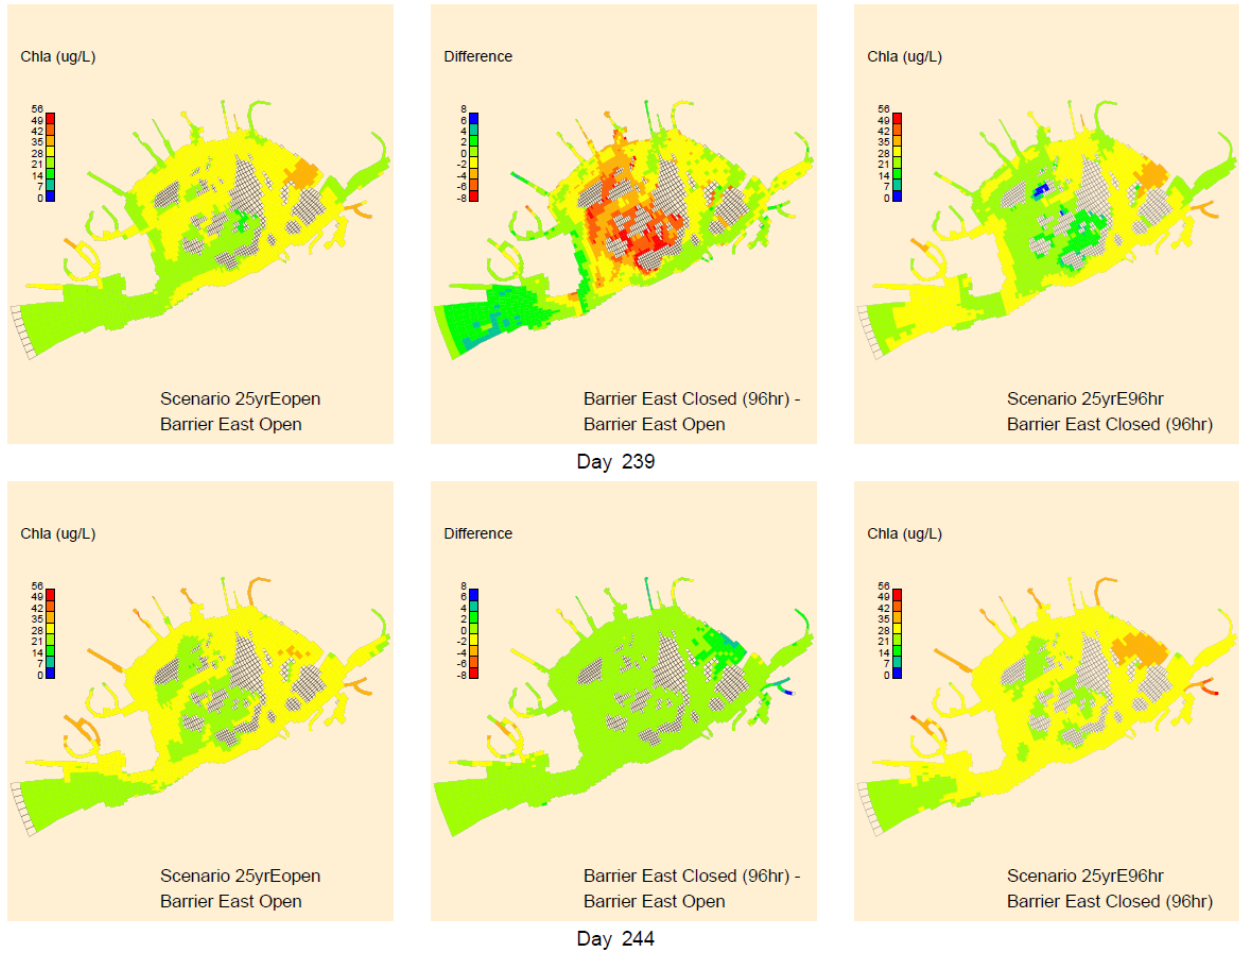 Chla (ug/L)
56
49
42
35
28
21
14
7
0
Scenario 25yrEopen
Barrier East Open
Difference
8
6
4
2
0
-2
-4
-6
-8
Barrier East Closed (96hr) -
Barrier East Open
Chla (ug/L)
56
49
42
35
28
21
14
7
0
Scenario 25yrE96hr
Barrier East Closed (96hr)
Day 239
Chla (ug/L)
56
49
42
35
28
21
14
7
0
Scenario 25yrEopen
Barrier East Open
Difference
8
6
4
2
0
-2
-4
-6
-8
Barrier East Closed (96hr) -
Barrier East Open
Chla (ug/L)
56
49
42
35
28
21
14
7
0
Scenario 25yrE96hr
Barrier East Closed (96hr)
Day 244